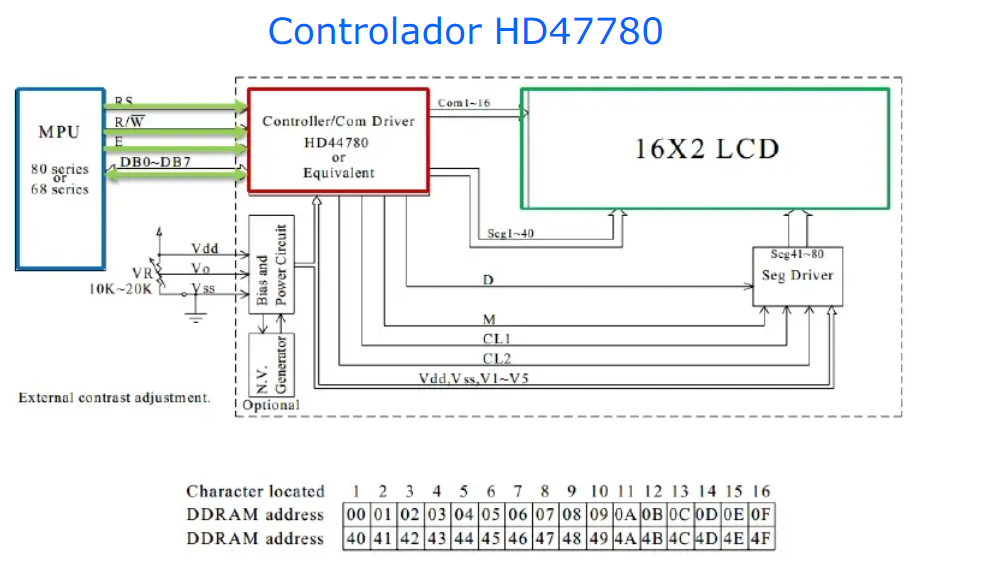 Controlador HD47780
MPU
80 series
or
68 series
RS
R/W̅
E
DB0~DB7
Controller/Com Driver
HD44780
or
Equivalent
Com1~16
16X2 LCD
Seg1~40
Seg41~80
Seg Driver
Vdd
Vo
Vss
VR
10K~20K
Bias and
Power Circuit
N.V.
Generator
Optional
D
M
CL1
CL2
Vdd,Vss,V1~V5
External contrast adjustment.
Character located 1 2 3 4 5 6 7 8 9 10 11 12 13 14 15 16
DDRAM address 00 01 02 03 04 05 06 07 08 09 0A 0B 0C 0D 0E 0F
DDRAM address 40 41 42 43 44 45 46 47 48 49 4A 4B 4C 4D 4E 4F